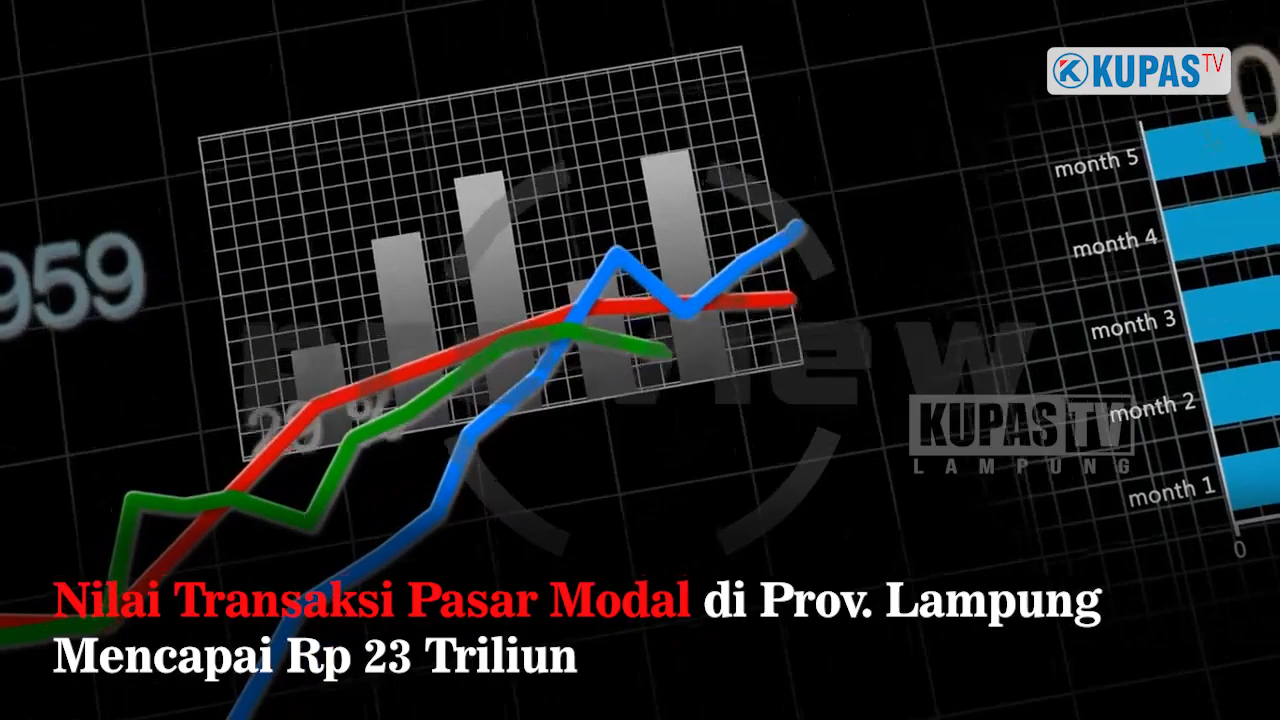 KUPAS TV
959
month 5
month 4
month 3
month 2
month 1
0
KUPAS TV
LAMPUNG
Nilai Transaksi Pasar Modal di Prov. Lampung
Mencapai Rp 23 Triliun